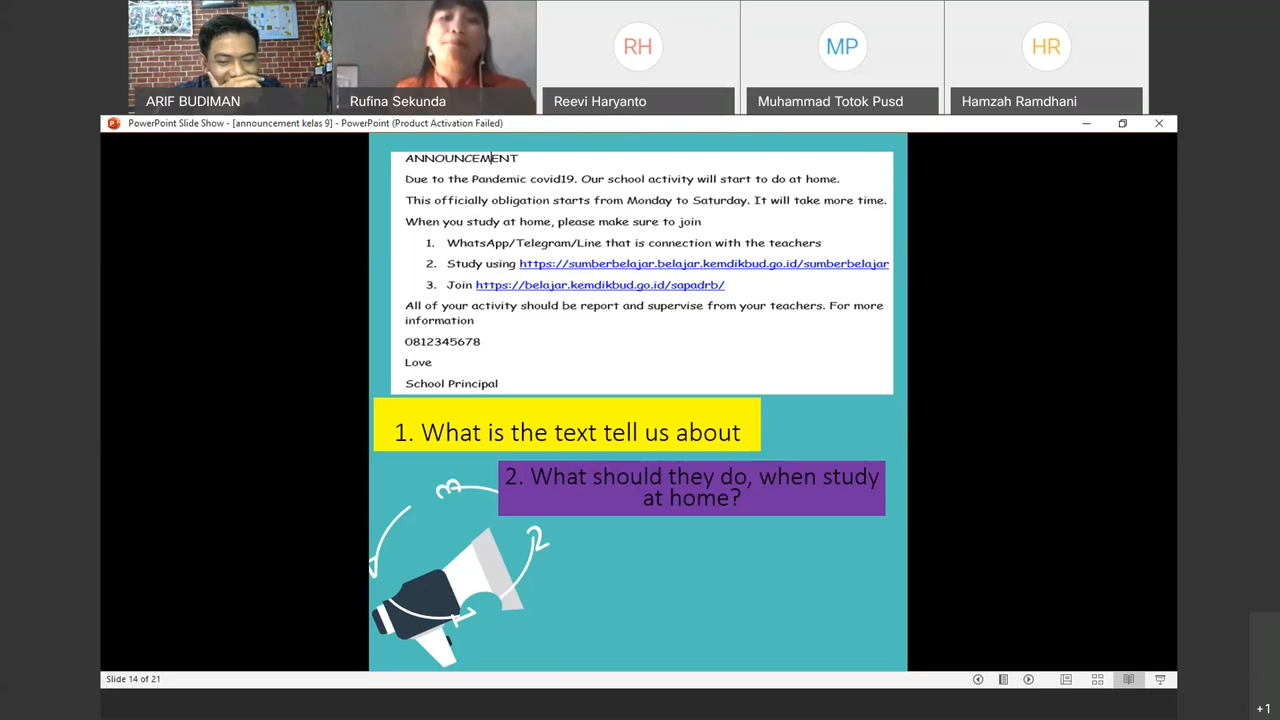 RH
MP
HR
ARIF BUDIMAN
Rufina Sekunda
Reevi Haryanto
Muhammad Totok Pusd
Hamzah Ramdhani
PowerPoint Slide Show - [announcement kelas 9] - PowerPoint (Product Activation Failed)
ANNOUNCEMENT
Due to the Pandemic covid19. Our school activity will start to do at home.
This officially obligation starts from Monday to Saturday. It will take more time.
When you study at home, please make sure to join
1. WhatsApp/Telegram/Line that is connection with the teachers
2. Study using https://sumberbelajar.belajar.kemdikbud.go.id/sumberbelajar
3. Join https://belajar.kemdikbud.go.id/sapadrb/
All of your activity should be report and supervise from your teachers. For more
information
0812345678
Love
School Principal
1. What is the text tell us about
2. What should they do, when study
at home?
Slide 14 of 21
+1